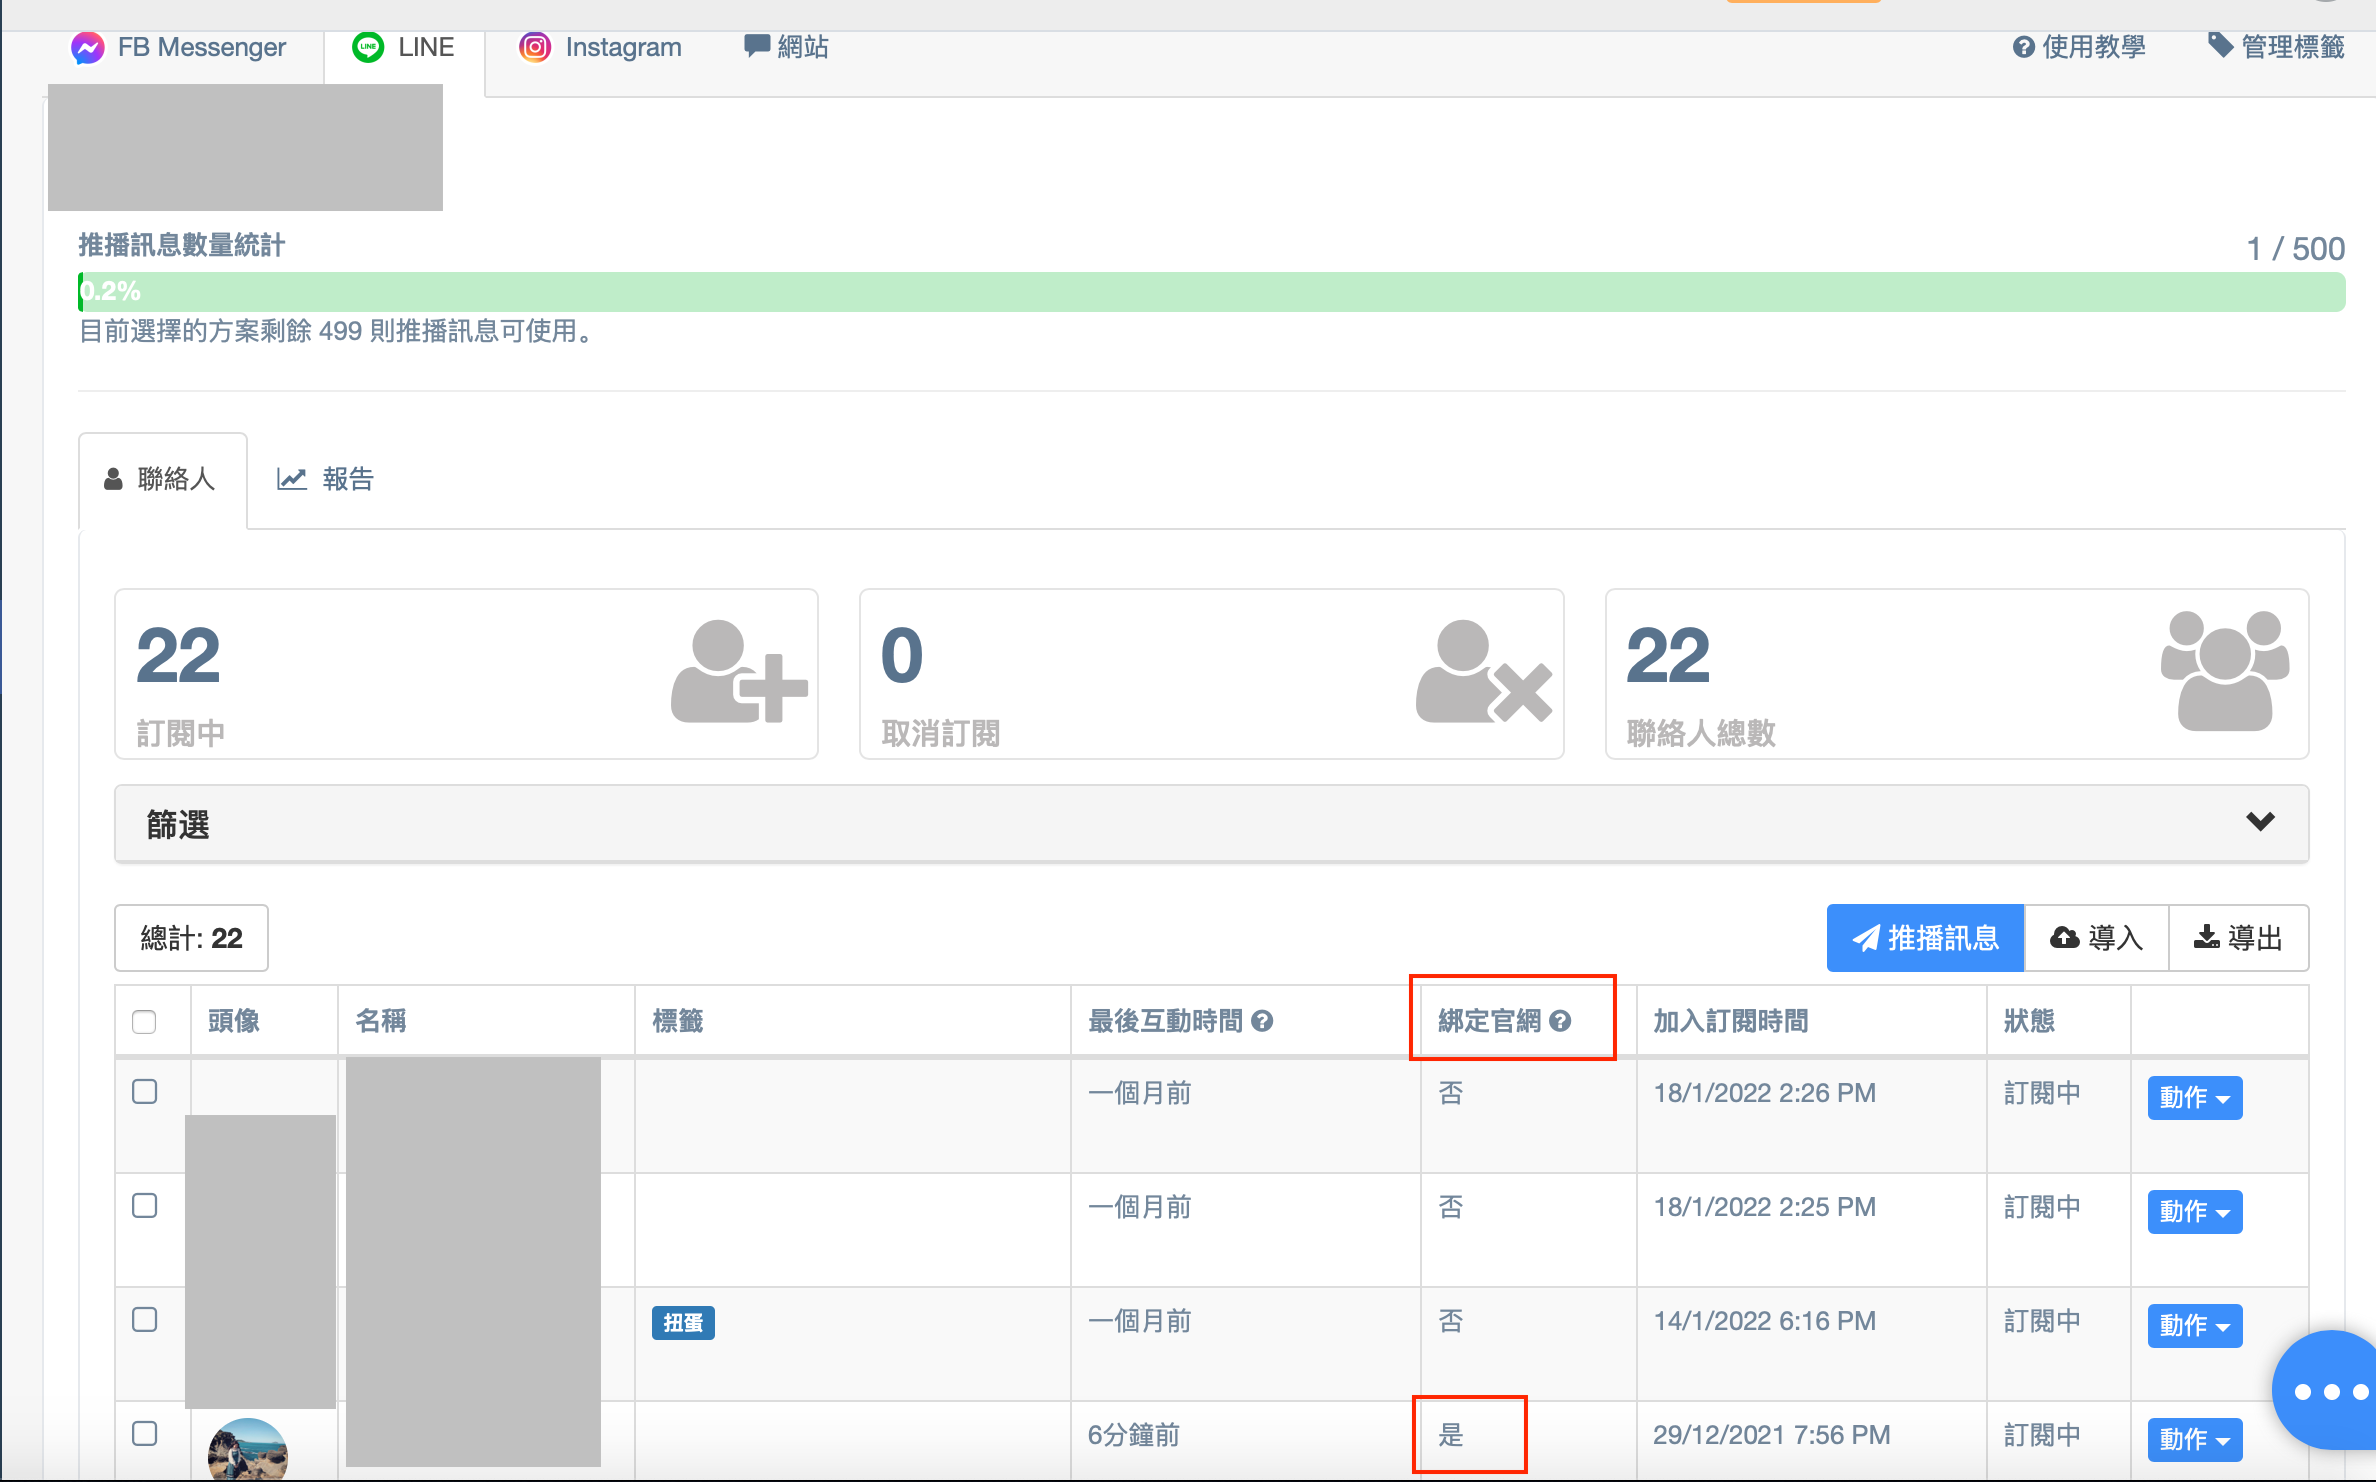 FB Messenger
LINE
Instagram
網站
使用教學
管理標籤
推播訊息數量統計
1 / 500
0.2%
目前選擇的方案剩餘 499 則推播訊息可使用。
聯絡人
報告
22
訂閱中
0
取消訂閱
22
聯絡人總數
篩選
總計: 22
推播訊息
導入
導出
頭像 名稱 標籤 最後互動時間 綁定官網 加入訂閱時間 狀態
一個月前 否 18/1/2022 2:26 PM 訂閱中 動作
一個月前 否 18/1/2022 2:25 PM 訂閱中 動作
扭蛋 一個月前 否 14/1/2022 6:16 PM 訂閱中 動作
6分鐘前 是 29/12/2021 7:56 PM 訂閱中 動作